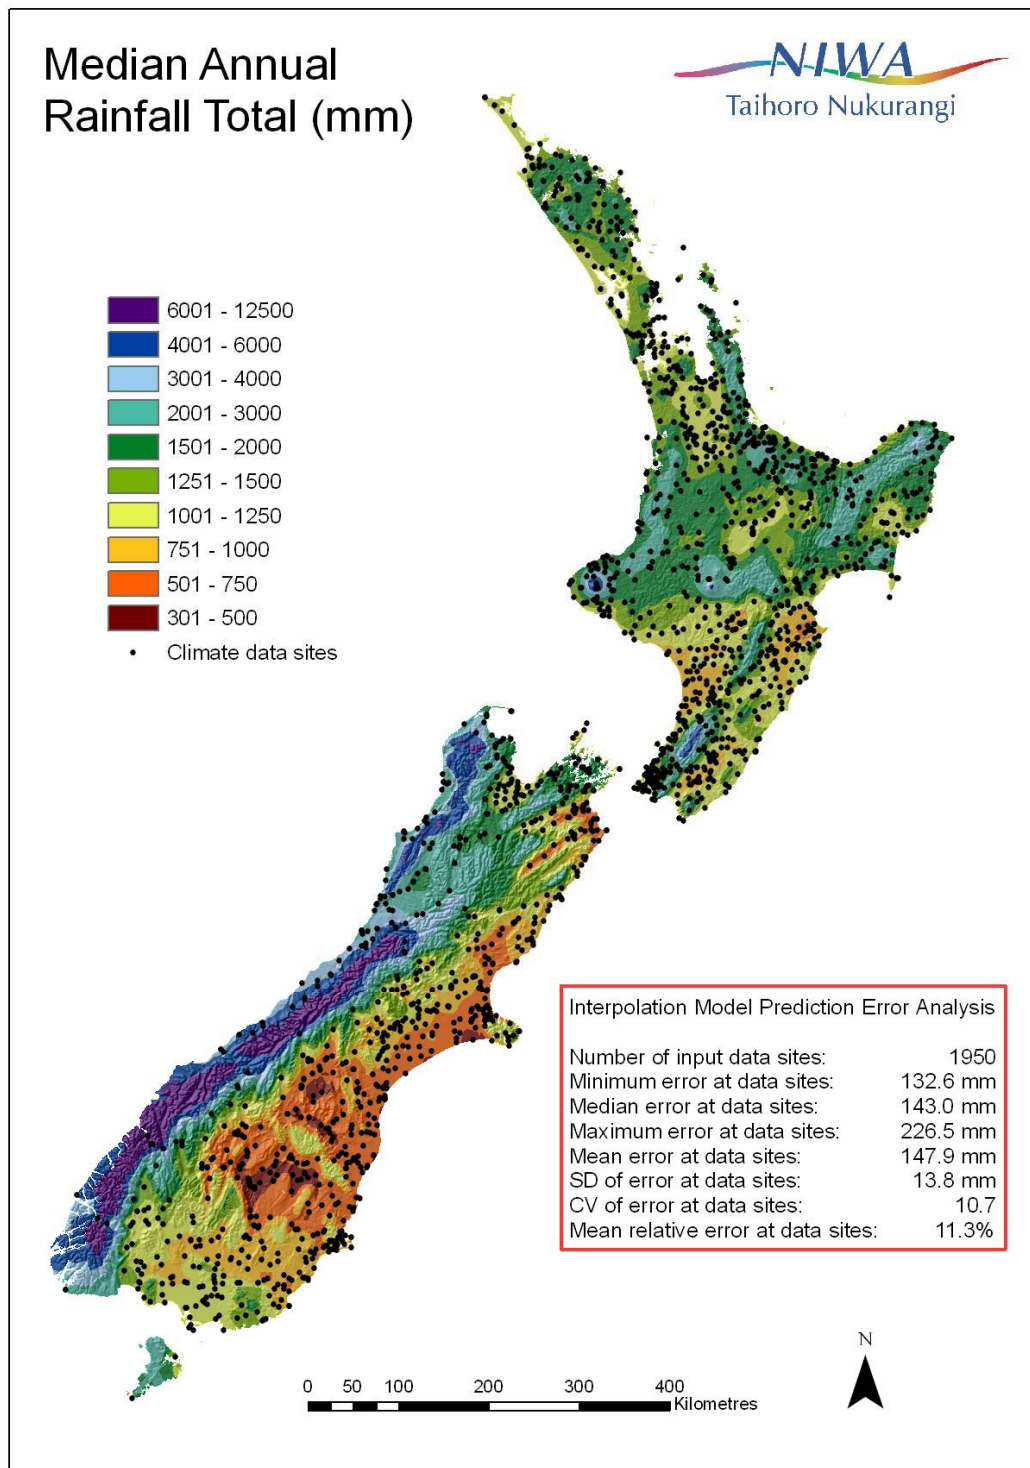 Median Annual
Rainfall Total (mm)
NIWA
Taihoro Nukurangi
6001 - 12500
4001 - 6000
3001 - 4000
2001 - 3000
1501 - 2000
1251 - 1500
1001 - 1250
751 - 1000
501 - 750
301 - 500
Climate data sites
Interpolation Model Prediction Error Analysis
Number of input data sites: 1950
Minimum error at data sites: 132.6 mm
Median error at data sites: 143.0 mm
Maximum error at data sites: 226.5 mm
Mean error at data sites: 147.9 mm
SD of error at data sites: 13.8 mm
CV of error at data sites: 10.7
Mean relative error at data sites: 11.3%
N
0 50 100 200 300 400
Kilometres